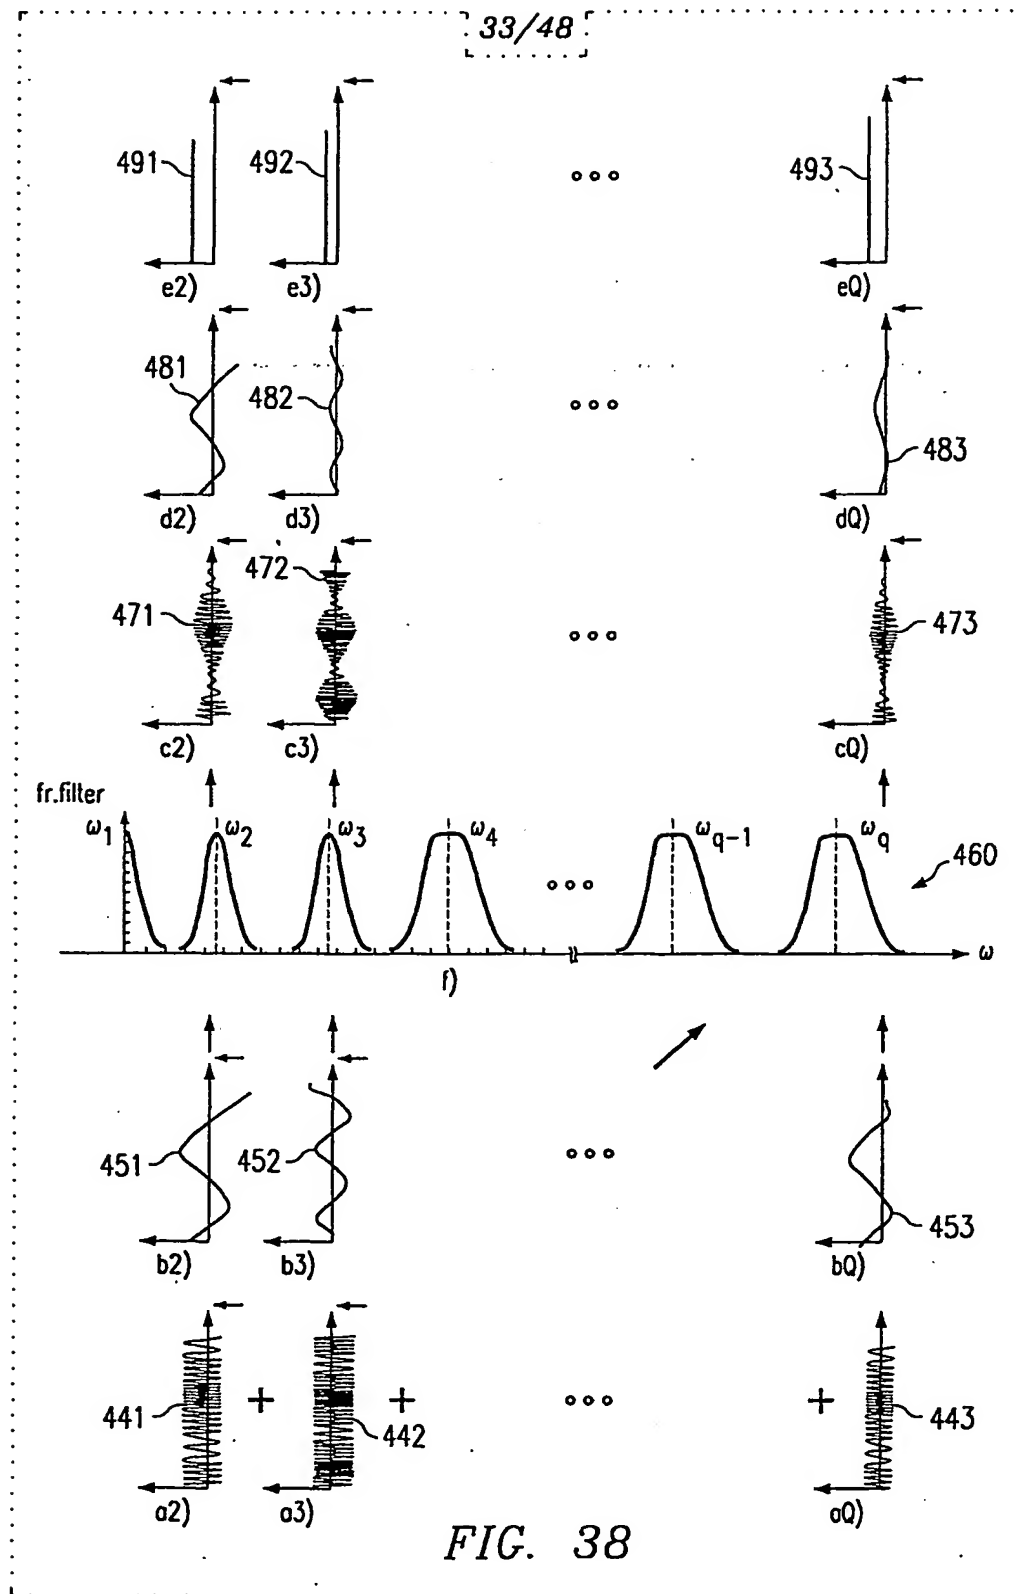 33/48
491 492 493
e2) e3) eQ)
481 482 483
d2) d3) dQ)
471 472 473
c2) c3) cQ)
fr.filter
ω1 ω2 ω3 ω4 ωq-1 ωq
460
ω
f)
451 452 453
b2) b3) bQ)
441 + 442 + + 443
a2) a3) aQ)
FIG. 38